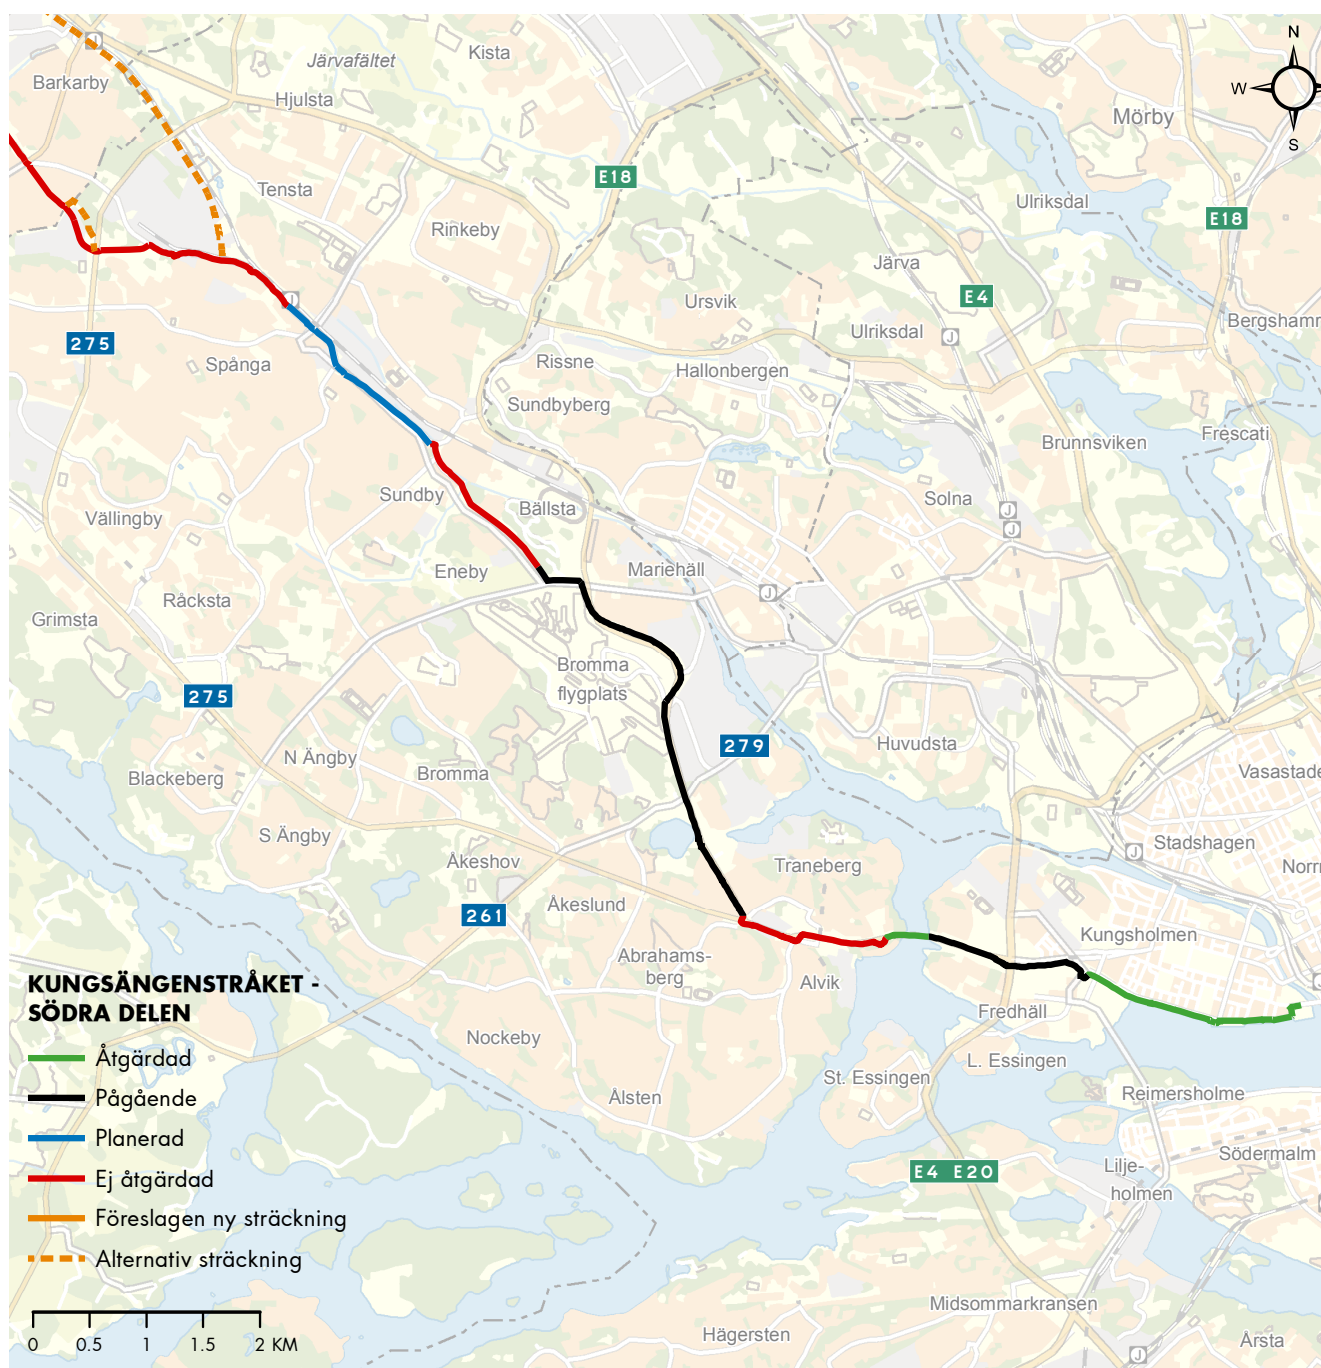 N
W
S
Järvafältet
Kista
Barkarby
J
Hjulsta
Mörby
E18
Tensta
Ulriksdal
E18
Rinkeby
Järva
E4
Ursvik
J
Bergsham
275
Ulriksdal
J
Spånga
Rissne
Hallonbergen
Sundbyberg
Frescati
Brunnsviken
Sundby
Bällsta
Solna
J
J
Vällingby
Eneby
Mariehäll
J
Råcksta
Grimsta
Bromma
flygplats
275
279
Huvudsta
N Ängby
Bromma
Blackeberg
Vasastade
S Ängby
Stadshagen
J
Åkeshov
Traneberg
Norr
261
Åkeslund
Kungsholmen
Abrahams-
berg
Alvik
J
Fredhäll
Nockeby
L. Essingen
St. Essingen
Ålsten
Reimersholme
E4 E20
Södermalm
Lilje-
holmen
Midsommarkransen
Hägersten
J
Årsta
KUNGSÄNGENSTRÅKET -
SÖDRA DELEN
Åtgärdad
Pågående
Planerad
Ej åtgärdad
Föreslagen ny sträckning
Alternativ sträckning
0 0.5 1 1.5 2 KM